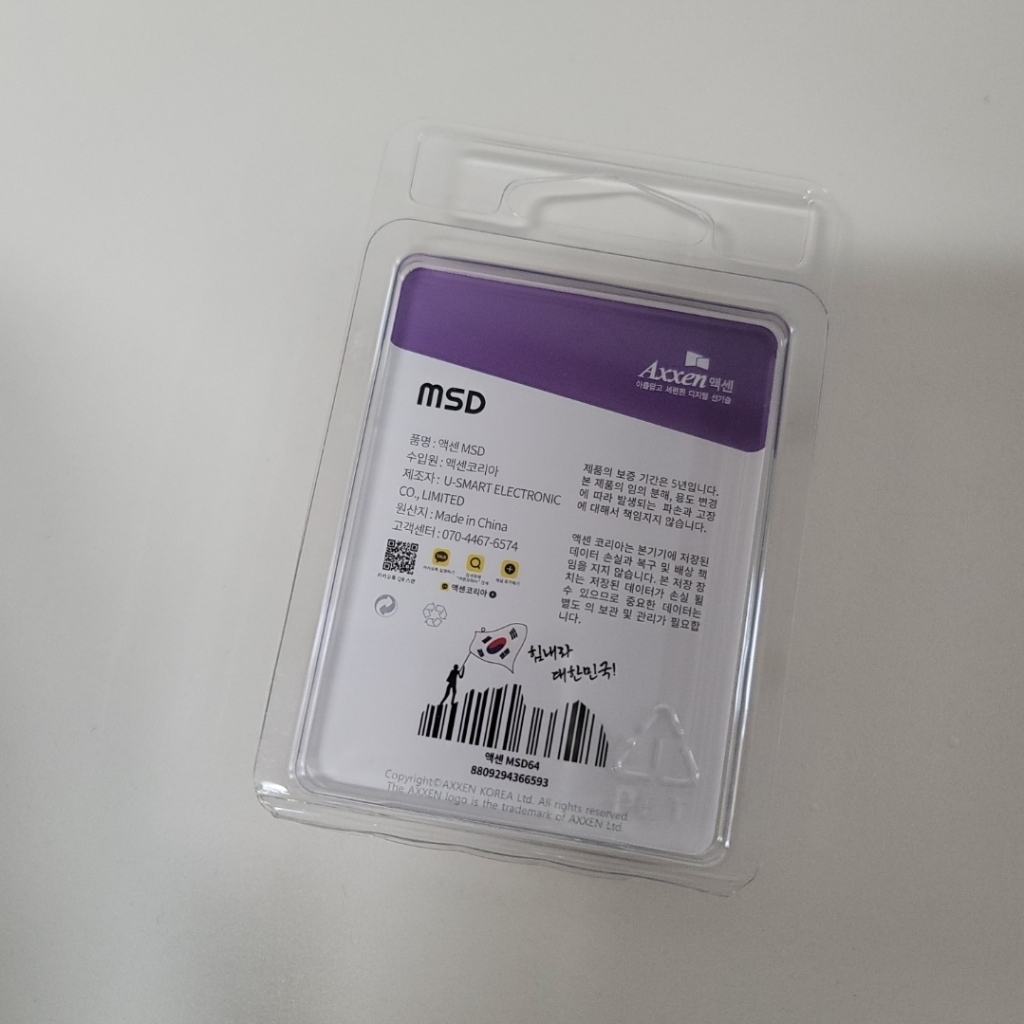 Axxen 액센
아름답고 세련된 디지털 신기술
MSD
품명 : 액센 MSD
수입원 : 액센코리아
제조자 : U-SMART ELECTRONIC
CO., LIMITED
원산지 : Made in China
고객센터 : 070-4467-6574
제품의 보증 기간은 5년입니다.
본 제품의 임의 분해, 용도 변경
에 따라 발생되는 파손과 고장
에 대해서 책임지지 않습니다.
액센 코리아는 본기기에 저장된
데이터 손실과 복구 및 배상 책
임을 지지 않습니다. 본 저장 장
치는 저장된 데이터가 손실 될
수 있으므로 중요한 데이터는
별도 의 보관 및 관리가 필요합
니다.
액센코리아
힘내라
대한민국!
액센 MSD64
8809294366593
Copyright©AXXEN KOREA Ltd. All rights reserved.
The AXXEN logo is the trademark of AXXEN Ltd.
1